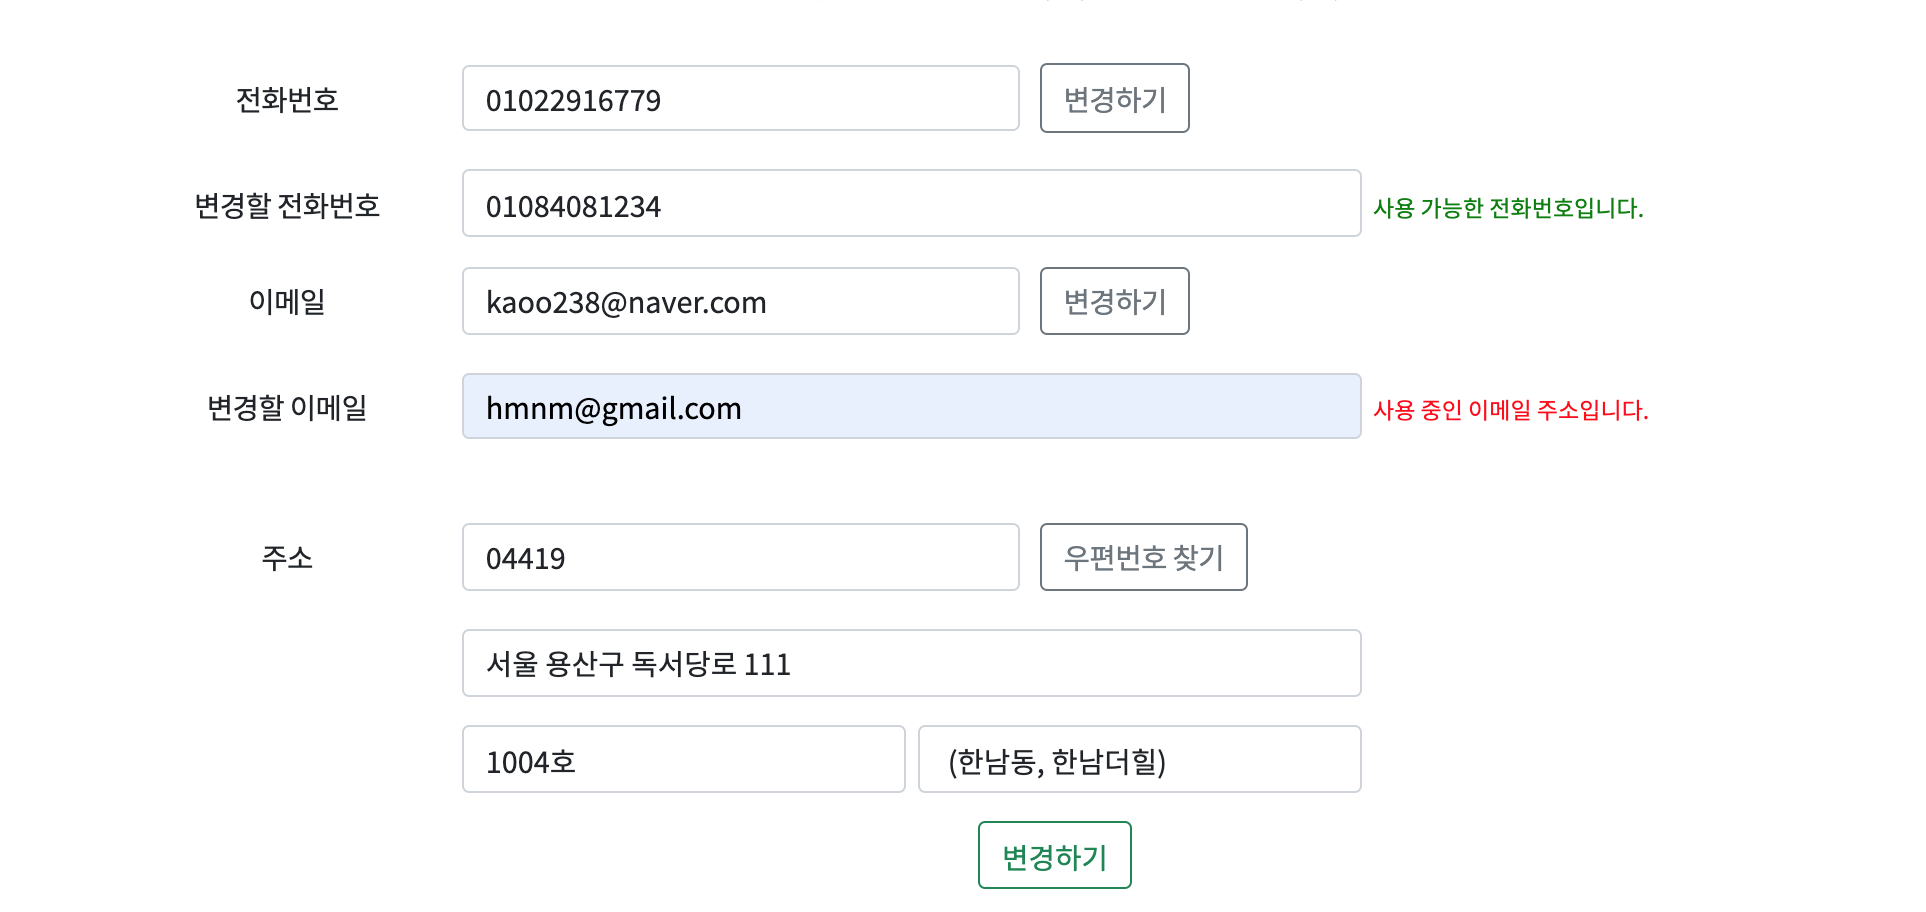 전화번호 01022916779 변경하기
변경할 전화번호 01084081234 사용 가능한 전화번호입니다.
이메일 kaoo238@naver.com 변경하기
변경할 이메일 hmnm@gmail.com 사용 중인 이메일 주소입니다.
주소 04419 우편번호 찾기
서울 용산구 독서당로 111
1004호 (한남동, 한남더힐)
변경하기